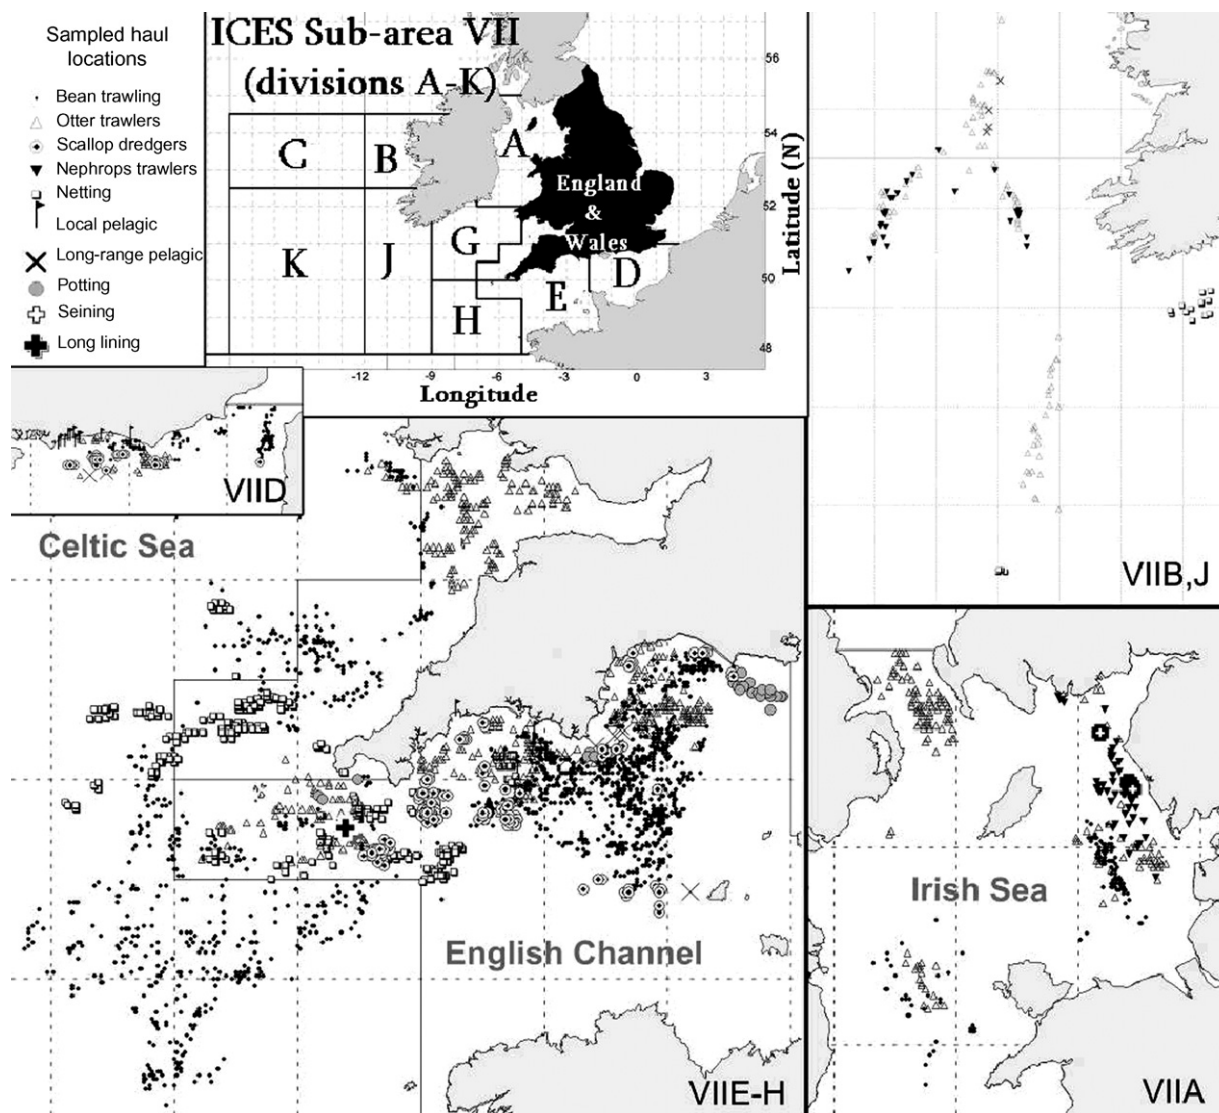 Sampled haul
locations
Bean trawling
Otter trawlers
Scallop dredgers
Nephrops trawlers
Netting
Local pelagic
Long-range pelagic
Potting
Seining
Long lining
ICES Sub-area VII
(divisions A-K)
C
B
A
K
J
G
H
E
D
England
&
Wales
56
54
52
50
48
Latitude (N)
-12
-9
-6
-3
0
3
Longitude
VIID
Celtic Sea
English Channel
VIIE-H
VIIB,J
Irish Sea
VIIA